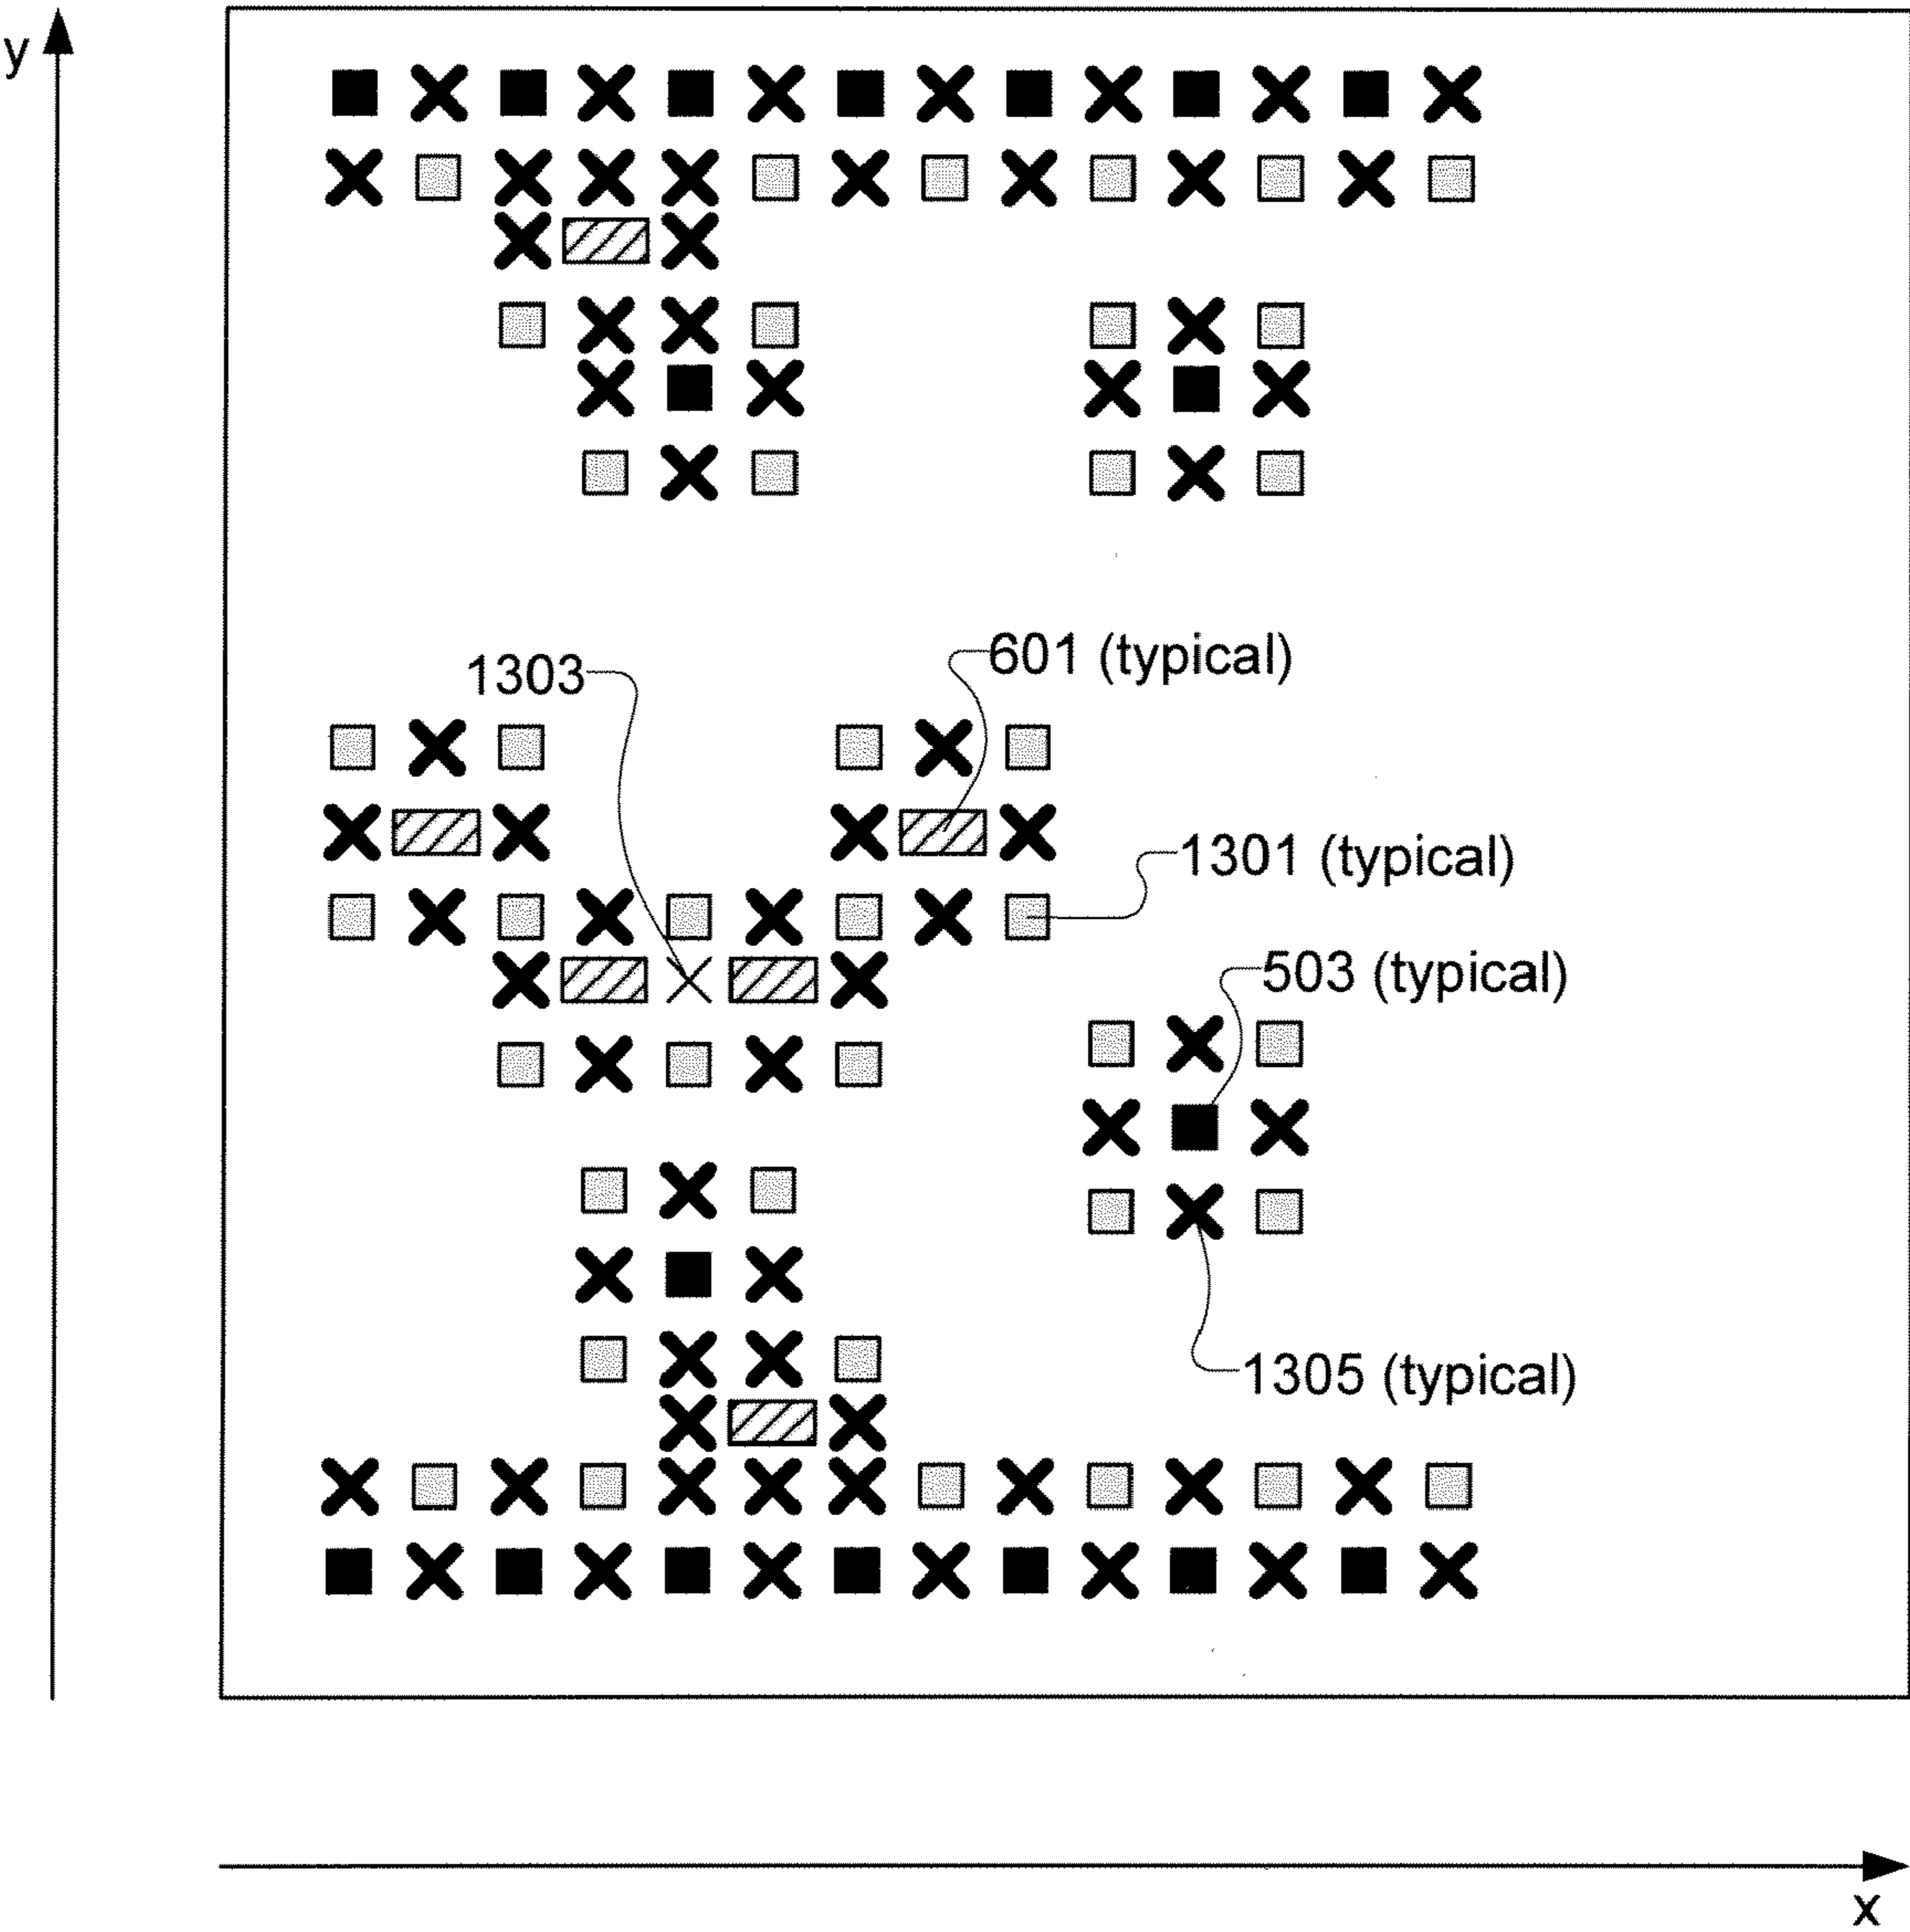 y
601 (typical)
1303
1301 (typical)
503 (typical)
1305 (typical)
x